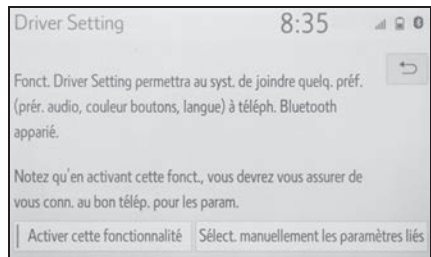 Driver Setting 8:35
Fonct. Driver Setting permettra au syst. de joindre quelq. préf.
(prér. audio, couleur boutons, langue) à téléph. Bluetooth
apparié.
Notez qu'en activant cette fonct., vous devrez vous assurer de
vous conn. au bon télép. pour les param.
Activer cette fonctionnalité Sélect. manuellement les paramètres liés